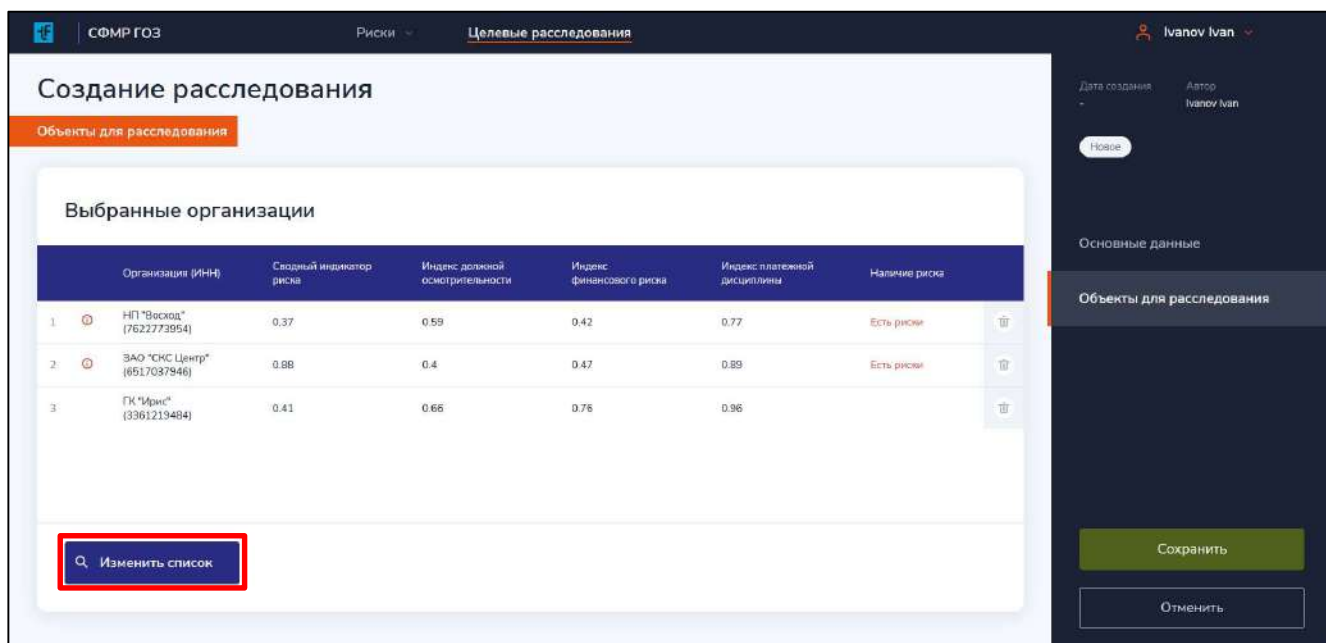 СФМР ГОЗ
Риски
Целевые расследования
Ivanov Ivan
Создание расследования
Объекты для расследования
Дата создания
Автор
-
Ivanov Ivan
Новое
Выбранные организации
Основные данные
Объекты для расследования
Организация (ИНН)
Сводный индикатор
риска
Индекс должной
осмотрительности
Индекс
финансового риска
Индекс платежной
дисциплины
Наличие риска
1
НП "Восход"
(7622773954)
0.37
0.59
0.42
0.77
Есть риски
2
ЗАО "СКС Центр"
(6517037946)
0.88
0.4
0.47
0.89
Есть риски
3
ГК "Ирис"
(3361219484)
0.41
0.66
0.76
0.96
Изменить список
Сохранить
Отменить